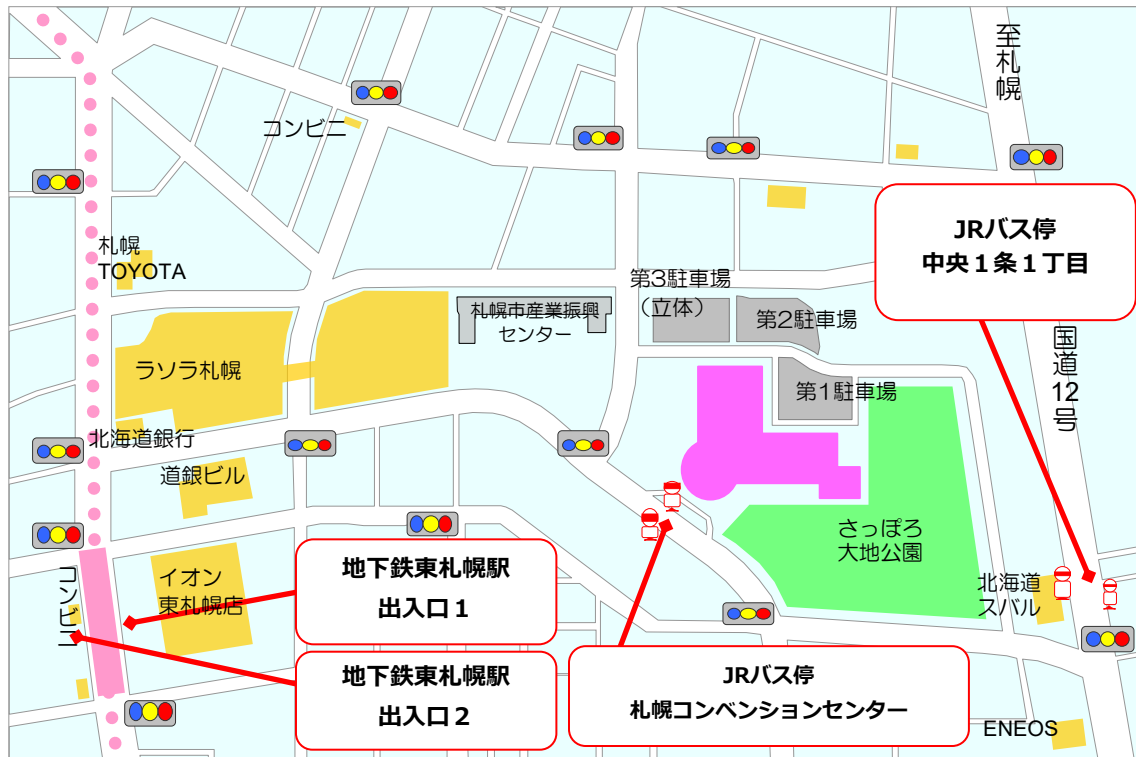 至札幌
コンビニ
JRバス停
中央１条１丁目
札幌
TOYOTA
第3駐車場
（立体）
札幌市産業振興
センター
第2駐車場
国道12号
ラソラ札幌
第1駐車場
北海道銀行
道銀ビル
さっぽろ
大地公園
地下鉄東札幌駅
出入口１
イオン
東札幌店
コンビニ
北海道
スバル
地下鉄東札幌駅
出入口２
JRバス停
札幌コンベンションセンター
ENEOS